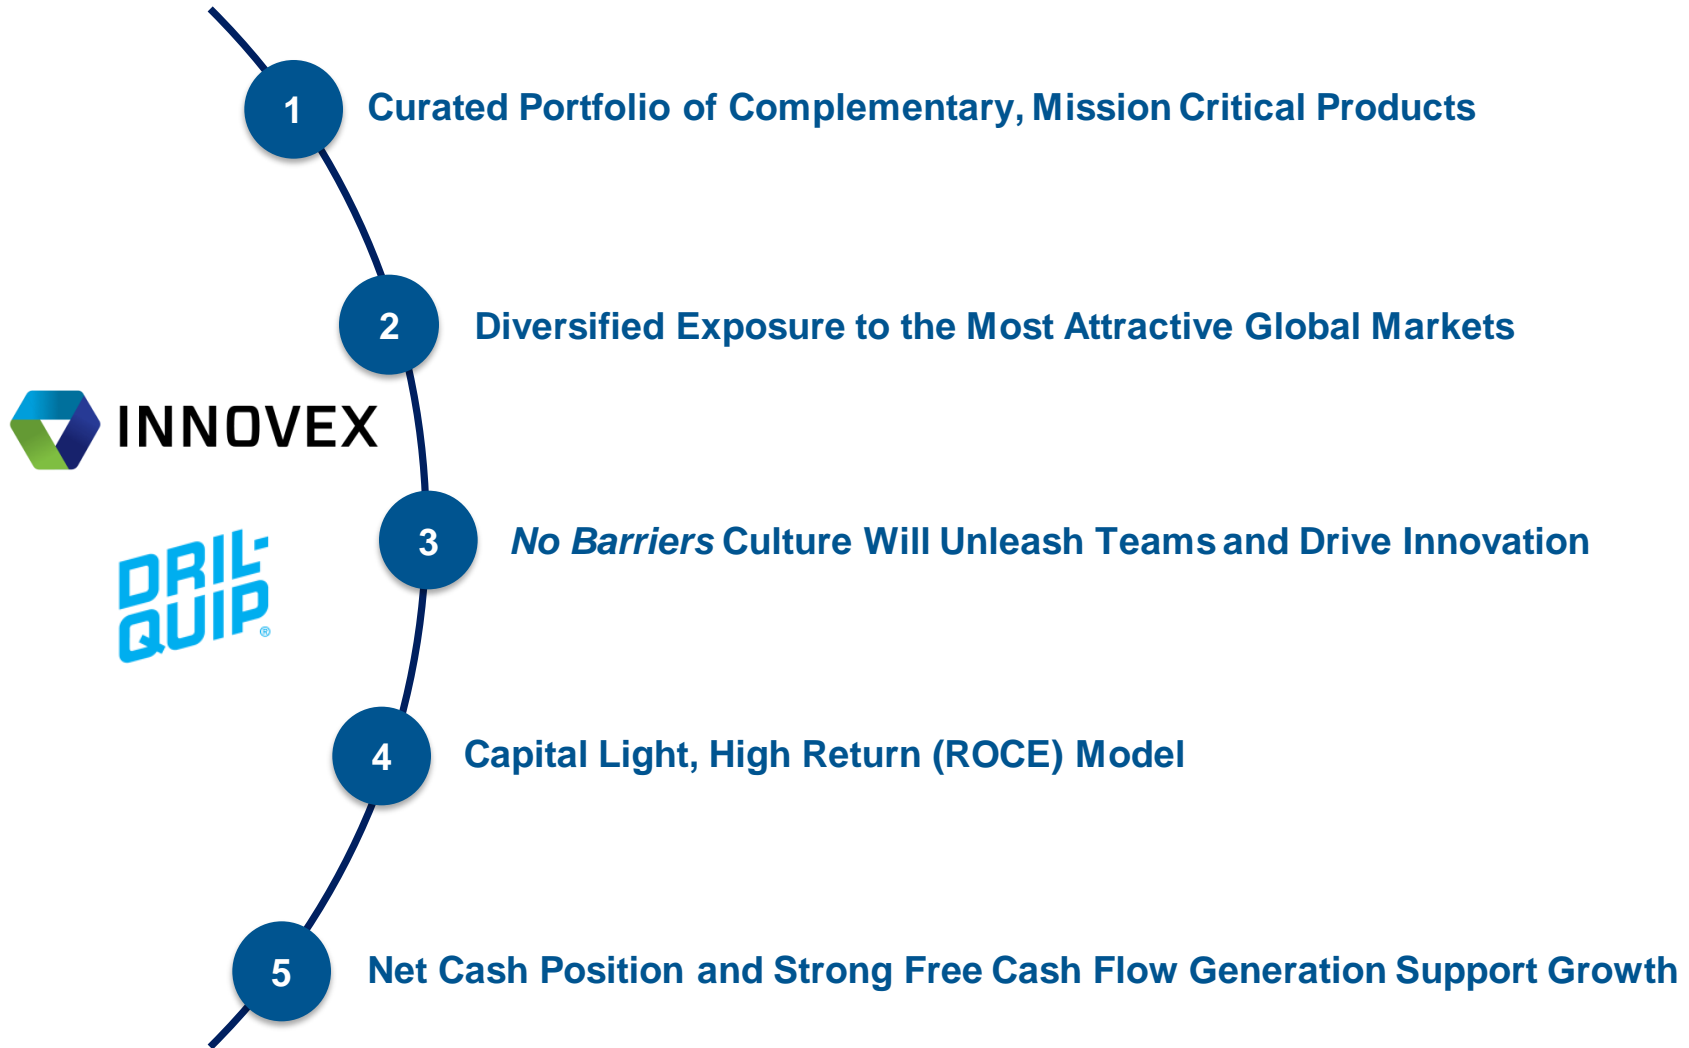 1
Curated Portfolio of Complementary, Mission Critical Products
2
Diversified Exposure to the Most Attractive Global Markets
INNOVEX
3
No Barriers Culture Will Unleash Teams and Drive Innovation
DRIL-
QUIP®
4
Capital Light, High Return (ROCE) Model
5
Net Cash Position and Strong Free Cash Flow Generation Support Growth